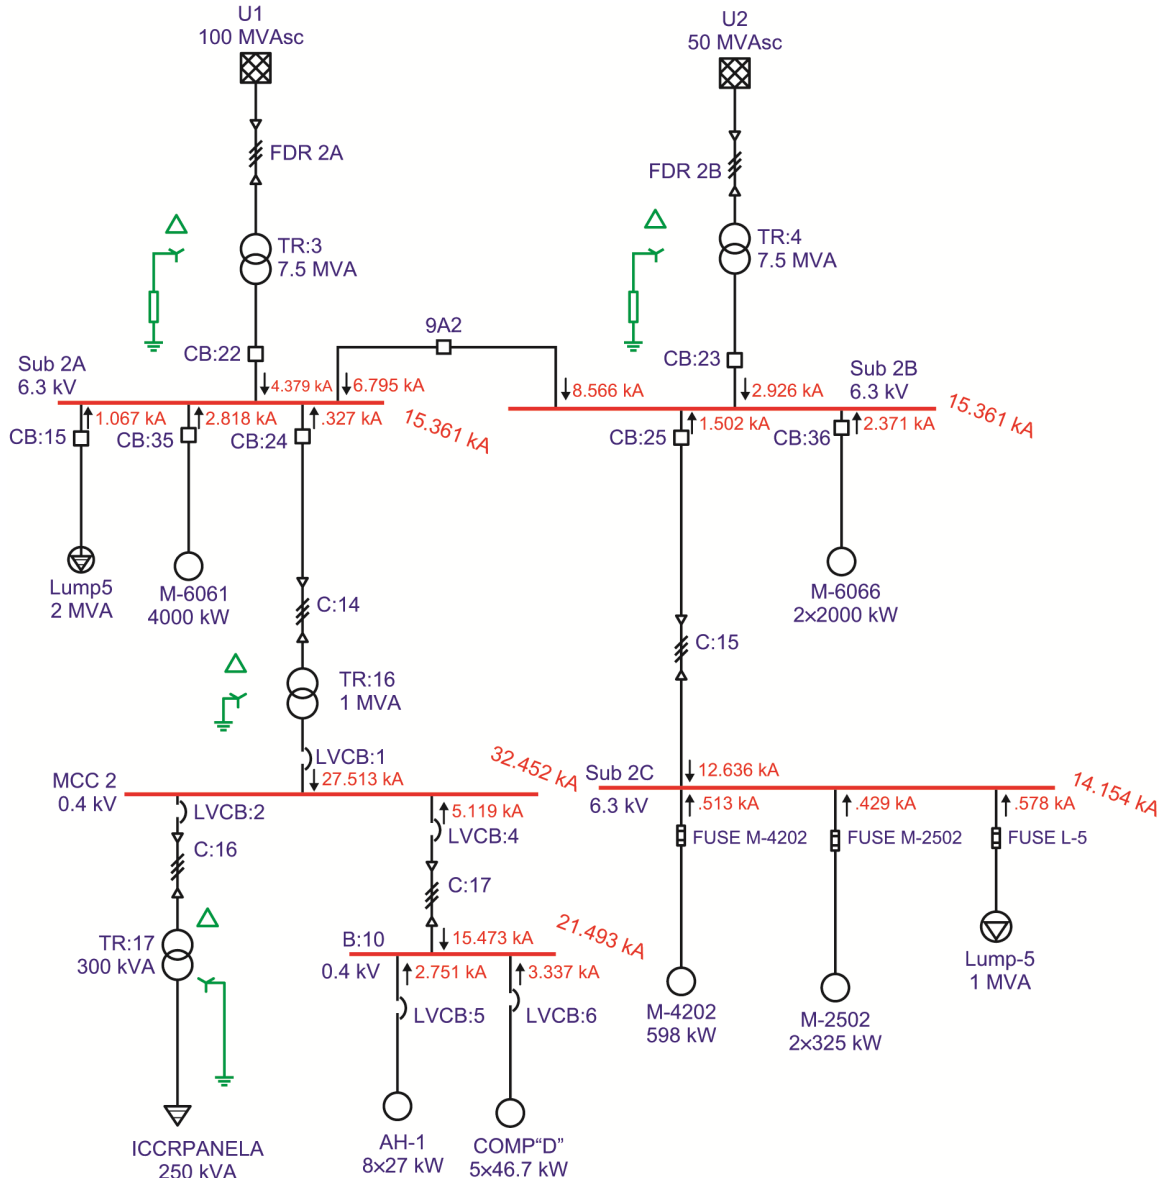 U1
100 MVAsc
U2
50 MVAsc
FDR 2A
FDR 2B
TR:3
7.5 MVA
TR:4
7.5 MVA
9A2
CB:22
CB:23
Sub 2A
6.3 kV
4.379 kA
6.795 kA
8.566 kA
2.926 kA
Sub 2B
6.3 kV
15.361 kA
15.361 kA
1.067 kA
2.818 kA
.327 kA
1.502 kA
2.371 kA
CB:15
CB:35
CB:24
CB:25
CB:36
Lump5
2 MVA
M-6061
4000 kW
C:14
M-6066
2×2000 kW
C:15
TR:16
1 MVA
LVCB:1
MCC 2
0.4 kV
27.513 kA
32.452 kA
Sub 2C
6.3 kV
12.636 kA
14.154 kA
.513 kA
.429 kA
.578 kA
LVCB:2
5.119 kA
LVCB:4
FUSE M-4202
FUSE M-2502
FUSE L-5
C:16
C:17
TR:17
300 kVA
B:10
0.4 kV
15.473 kA
21.493 kA
2.751 kA
3.337 kA
LVCB:5
LVCB:6
M-4202
598 kW
M-2502
2×325 kW
Lump-5
1 MVA
ICCRPANELA
250 kVA
AH-1
8×27 kW
COMP“D”
5×46.7 kW